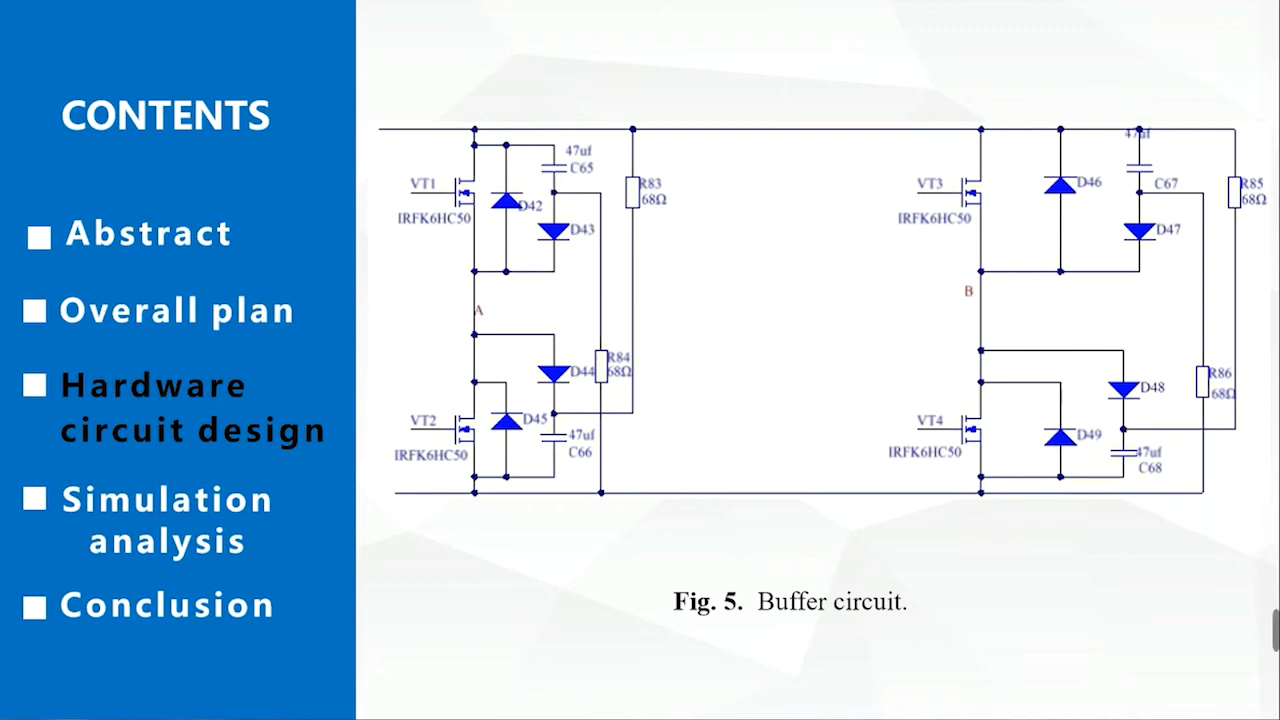 CONTENTS
Abstract
Overall plan
Hardware
circuit design
Simulation
analysis
Conclusion
47uf
C65
VT1
IRFK6HC50
D42
D43
R83
68Ω
A
D44
R84
68Ω
VT2
IRFK6HC50
D45
47uf
C66
VT3
IRFK6HC50
D46
47uf
C67
D47
R85
68Ω
B
D48
R86
68Ω
VT4
IRFK6HC50
D49
47uf
C68
Fig. 5. Buffer circuit.